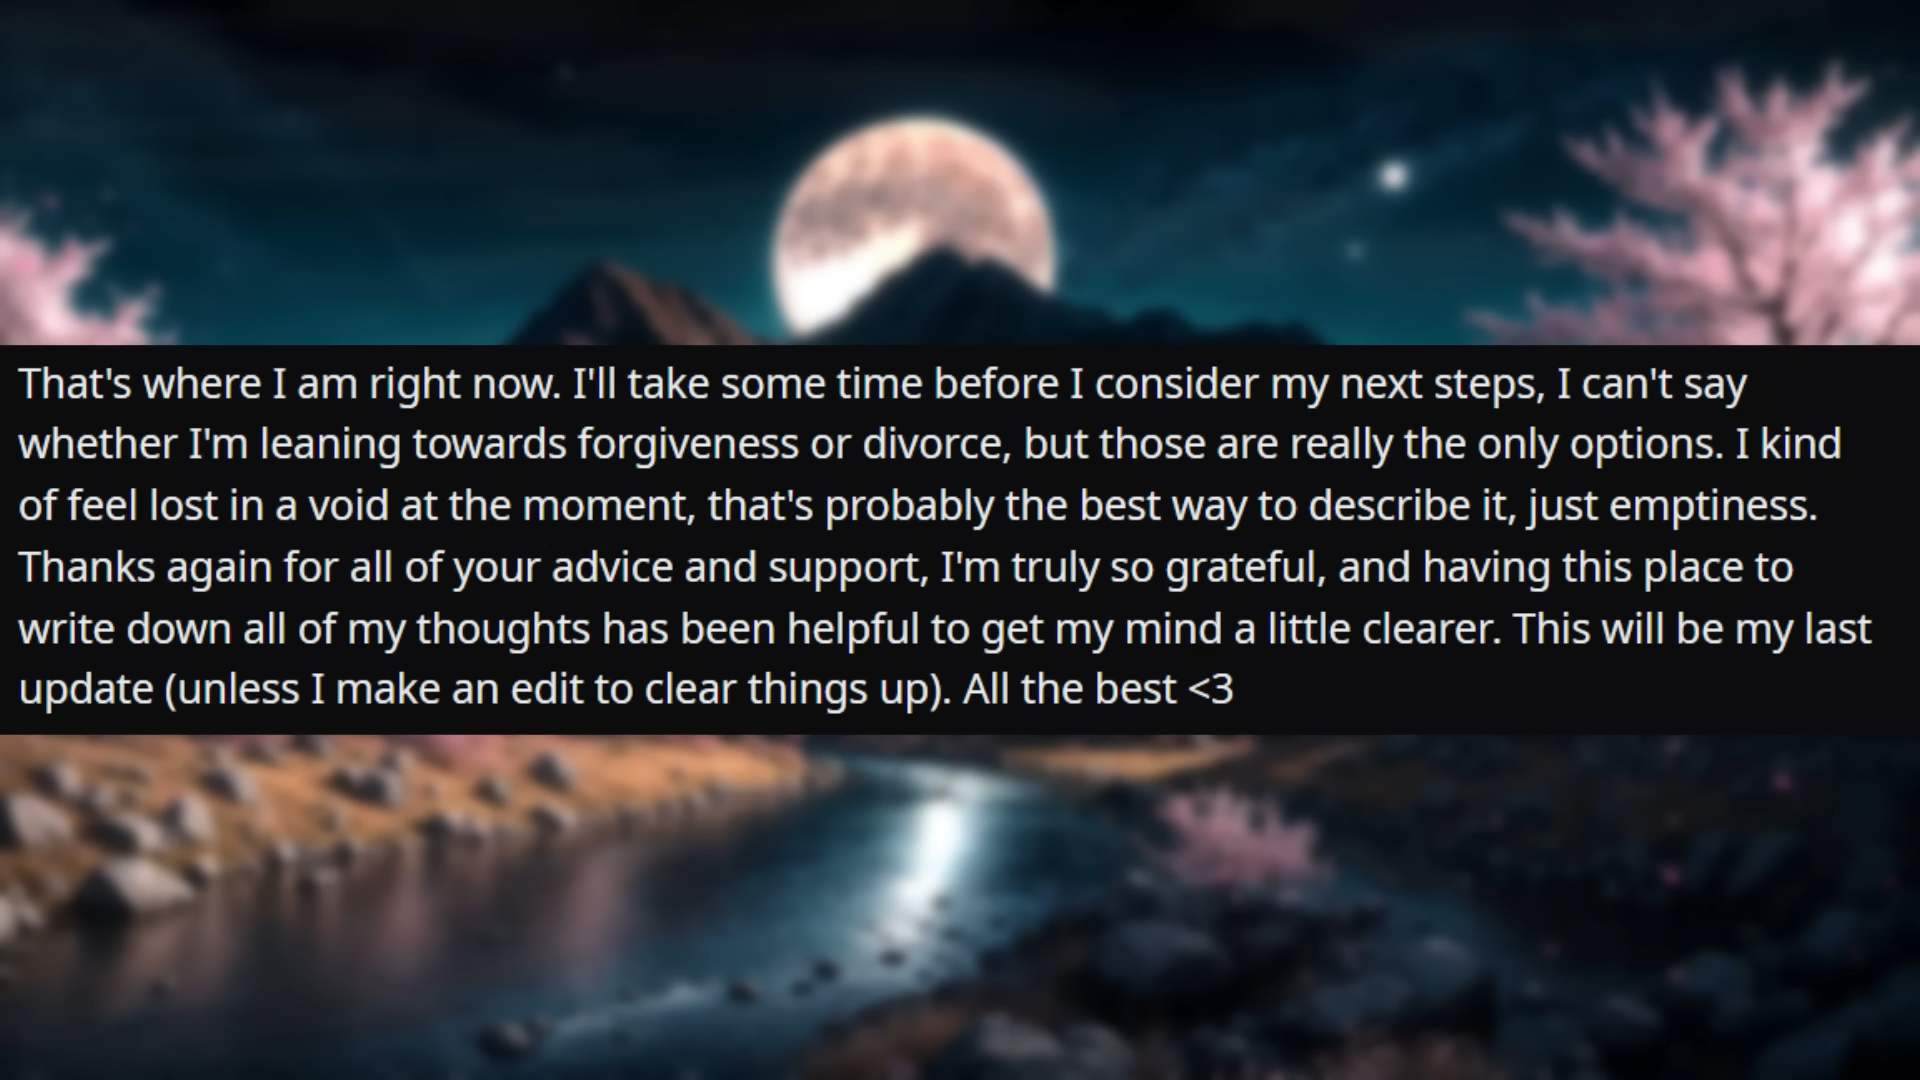 That's where I am right now. I'll take some time before I consider my next steps, I can't say
whether I'm leaning towards forgiveness or divorce, but those are really the only options. I kind
of feel lost in a void at the moment, that's probably the best way to describe it, just emptiness.
Thanks again for all of your advice and support, I'm truly so grateful, and having this place to
write down all of my thoughts has been helpful to get my mind a little clearer. This will be my last
update (unless I make an edit to clear things up). All the best <3